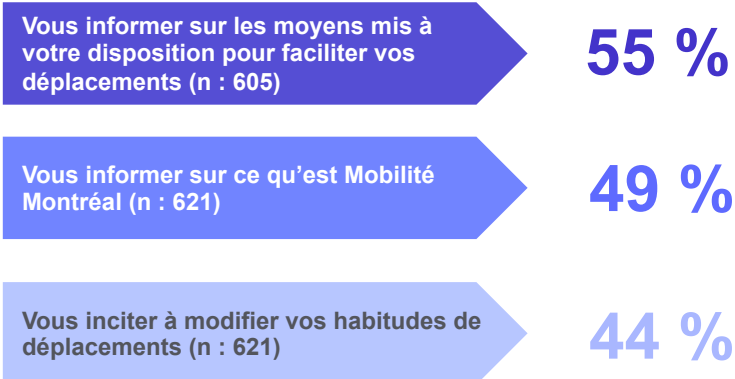 Vous informer sur les moyens mis à
votre disposition pour faciliter vos
déplacements (n : 605)
55 %
Vous informer sur ce qu’est Mobilité
Montréal (n : 621)
49 %
Vous inciter à modifier vos habitudes de
déplacements (n : 621)
44 %